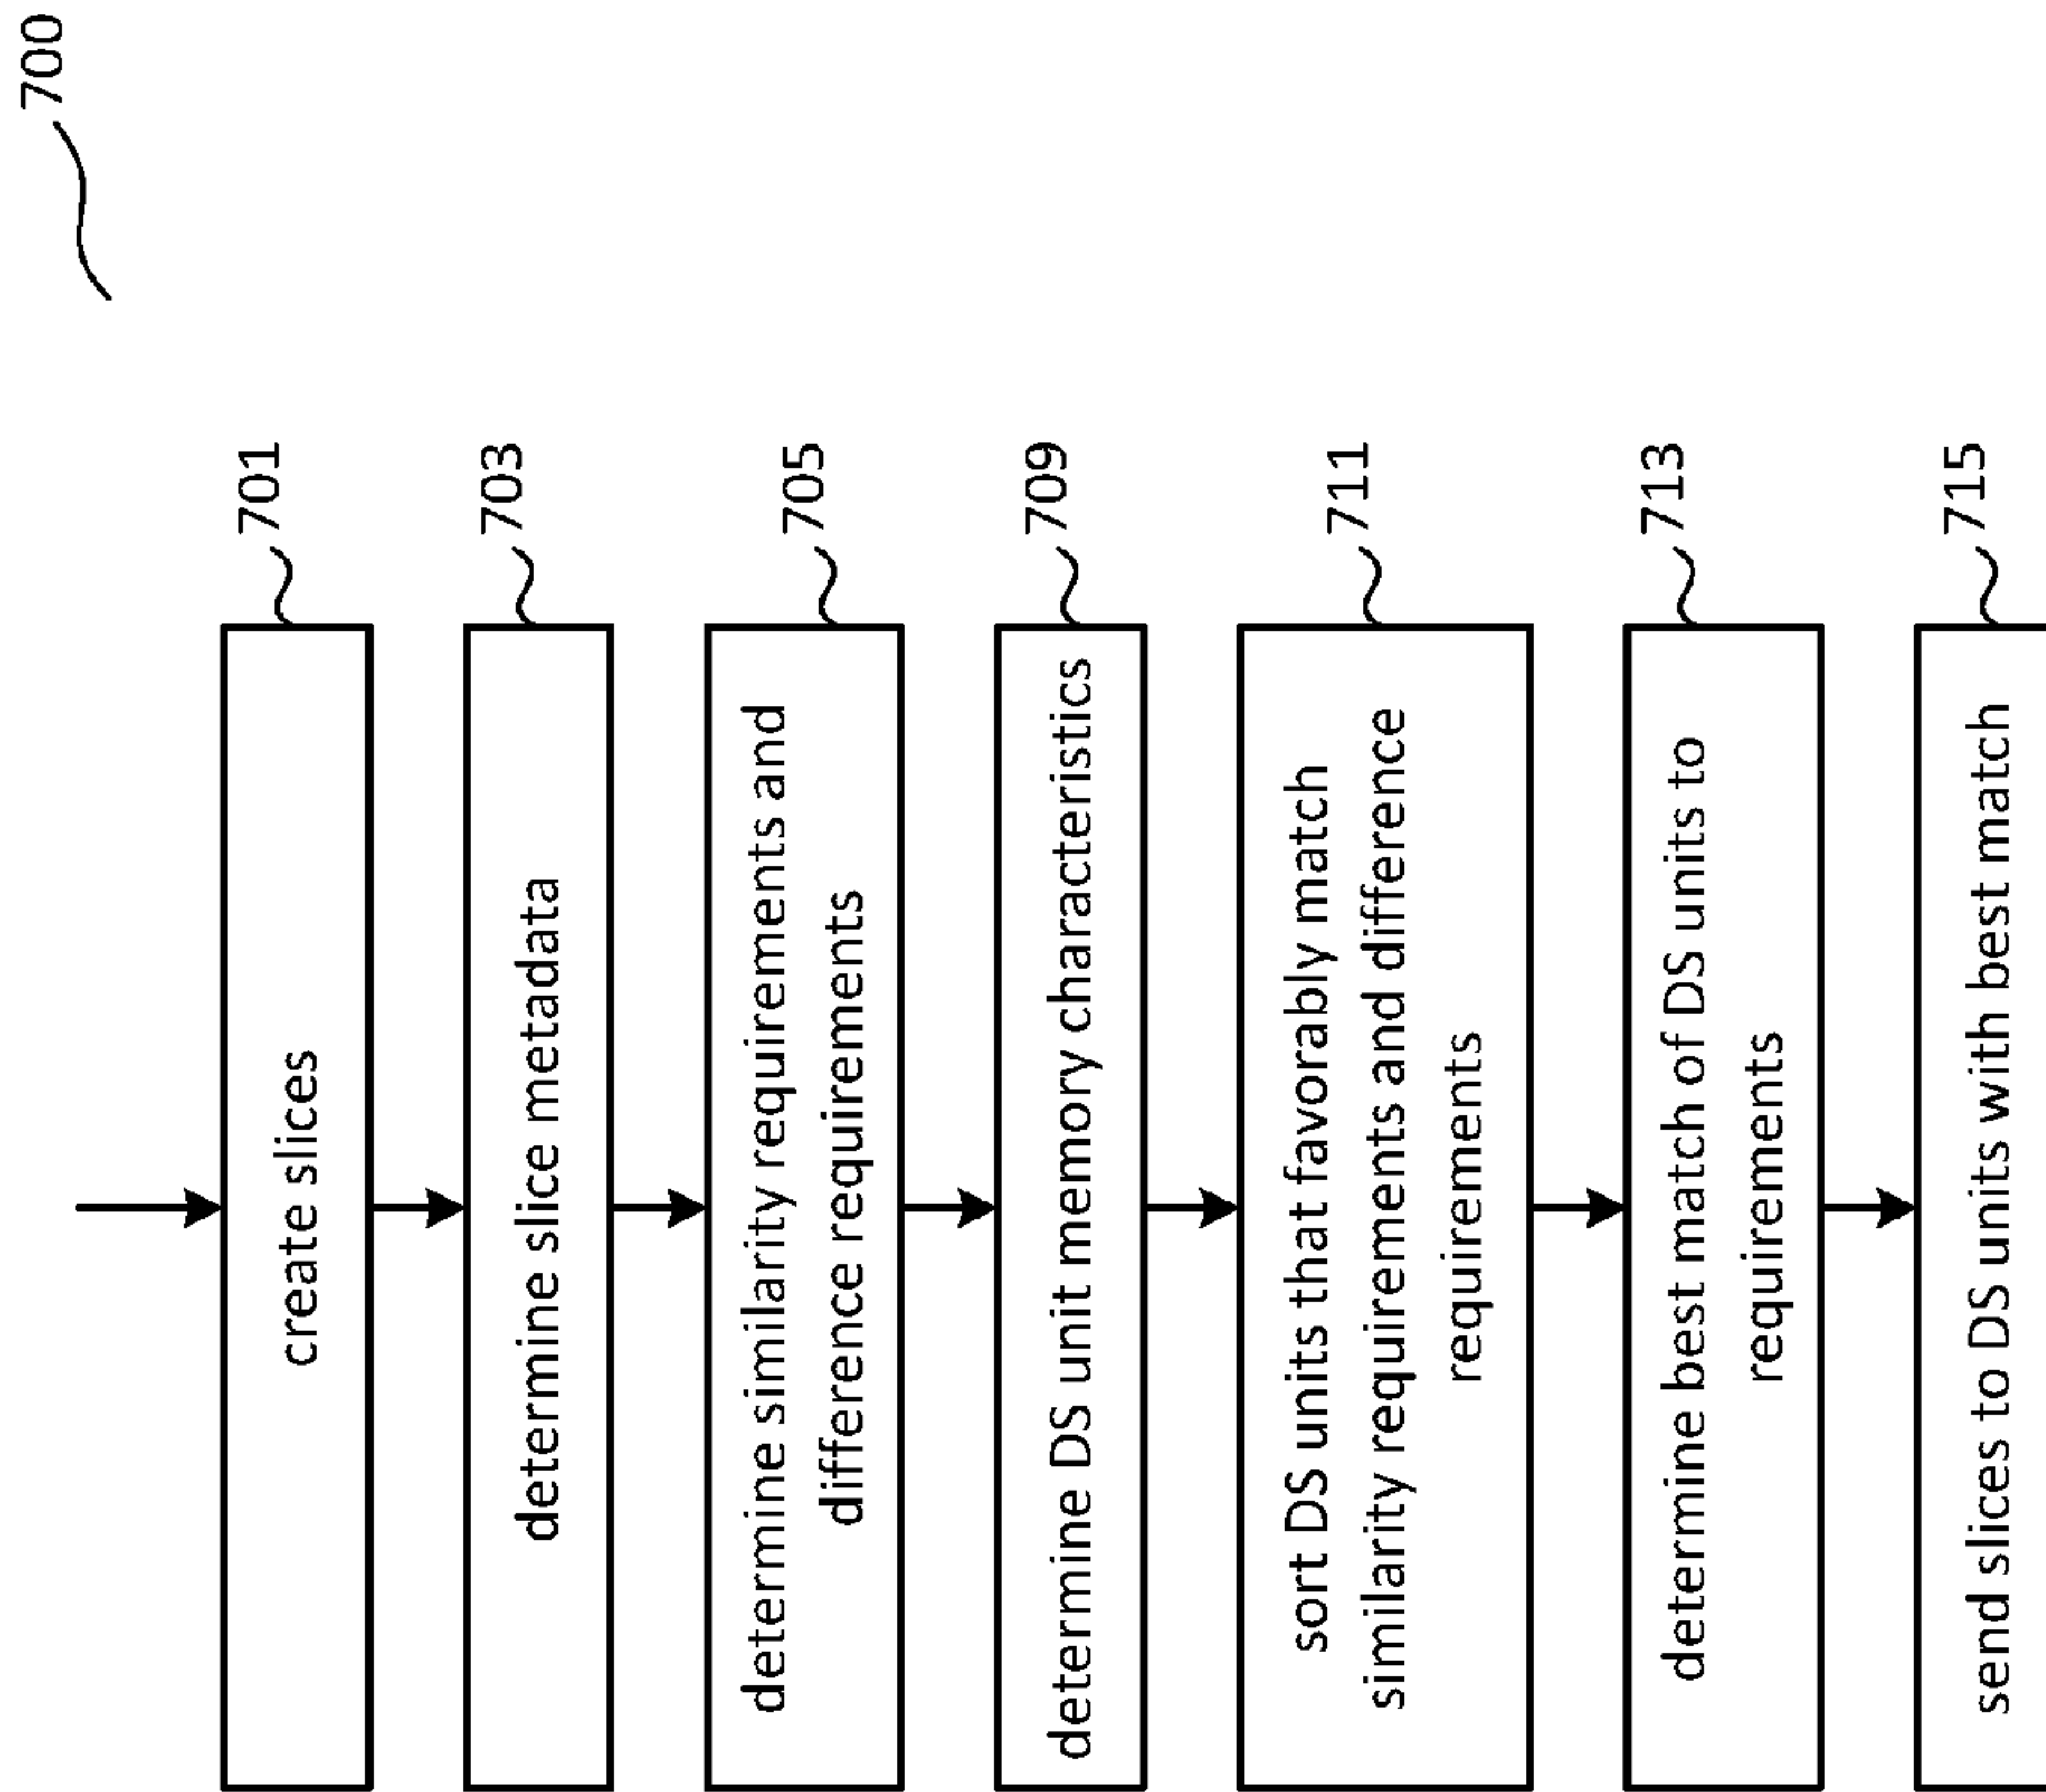 700
create slices
701
determine slice metadata
703
determine similarity requirements and
difference requirements
705
determine DS unit memory characteristics
709
sort DS units that favorably match
similarity requirements and difference
requirements
711
determine best match of DS units to
requirements
713
send slices to DS units with best match
715